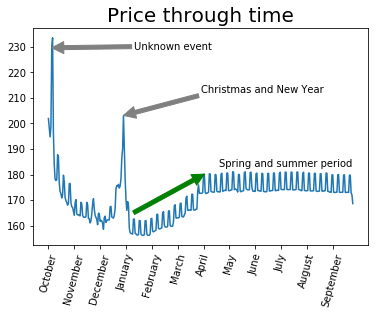 Price through time
230
220
210
200
190
180
170
160
Unknown event
Christmas and New Year
Spring and summer period
October
November
December
January
February
March
April
May
June
July
August
September